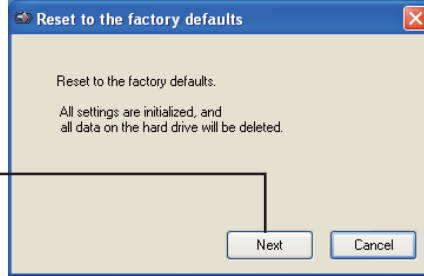 Reset to the factory defaults
Reset to the factory defaults.
All settings are initialized, and
all data on the hard drive will be deleted.
Next
Cancel